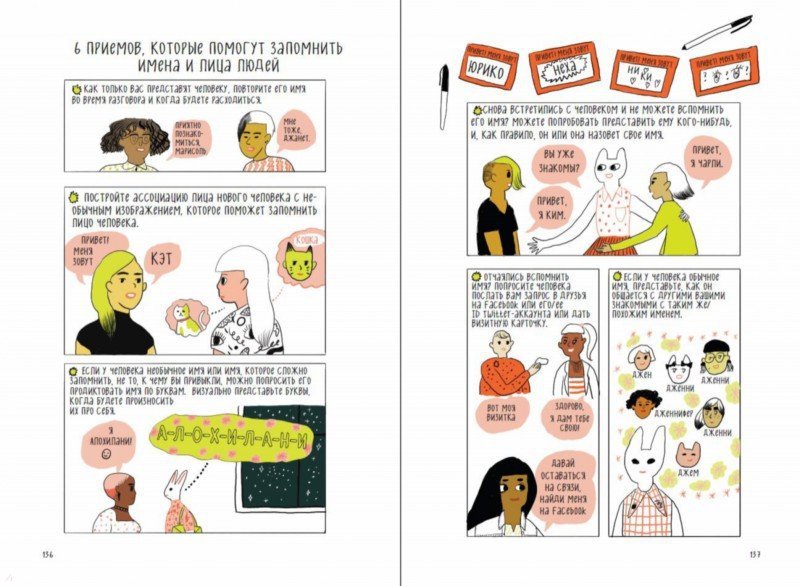 6 ПРИЕМОВ, КОТОРЫЕ ПОМОГУТ ЗАПОМНИТЬ
ИМЕНА И ЛИЦА ЛЮДЕЙ
КАК ТОЛЬКО ВАС ПРЕДСТАВЯТ ЧЕЛОВЕКУ, ПОВТОРИТЕ ЕГО ИМЯ
ВО ВРЕМЯ РАЗГОВОРА И КОГДА БУДЕТЕ РАСХОДИТЬСЯ.
ПРИЯТНО
ПОЗНАКО-
МИТЬСЯ,
МАРИСОЛЬ.
МНЕ
ТОЖЕ,
ДЖАНЕТ.
ПОСТРОЙТЕ АССОЦИАЦИЮ ЛИЦА НОВОГО ЧЕЛОВЕКА С НЕ-
ОБЫЧНЫМ ИЗОБРАЖЕНИЕМ, КОТОРОЕ ПОМОЖЕТ ЗАПОМНИТЬ
ЛИЦО ЧЕЛОВЕКА.
ПРИВЕТ!
МЕНЯ
ЗОВУТ
КЭТ
КОШКА
ЕСЛИ У ЧЕЛОВЕКА НЕОБЫЧНОЕ ИМЯ ИЛИ ИМЯ, КОТОРОЕ СЛОЖНО
ЗАПОМНИТЬ, НЕ ТО, К ЧЕМУ ВЫ ПРИВЫКЛИ, МОЖНО ПОПРОСИТЬ ЕГО
ПРОДИКТОВАТЬ ИМЯ ПО БУКВАМ. ВИЗУАЛЬНО ПРЕДСТАВЬТЕ БУКВЫ,
КОГДА БУДЕТЕ ПРОИЗНОСИТЬ
ИХ ПРО СЕБЯ.
Я
АЛОХИЛАНИ!
А-Л-О-Х-И-Л-А-Н-И
136
ПРИВЕТ! МЕНЯ ЗОВУТ
ЮРИКО
ПРИВЕТ! МЕНЯ ЗОВУТ
НЕХА
ПРИВЕТ! МЕНЯ ЗОВУТ
НИКИ
ПРИВЕТ! МЕНЯ ЗОВУТ
СНОВА ВСТРЕТИЛИСЬ С ЧЕЛОВЕКОМ И НЕ МОЖЕТЕ ВСПОМНИТЬ
ЕГО ИМЯ? МОЖЕТЕ ПОПРОБОВАТЬ ПРЕДСТАВИТЬ ЕМУ КОГО-НИБУДЬ,
И, КАК ПРАВИЛО, ОН ИЛИ ОНА НАЗОВЕТ СВОЕ ИМЯ.
ВЫ УЖЕ
ЗНАКОМЫ?
ПРИВЕТ,
Я КИМ.
ПРИВЕТ,
Я ЧАРЛИ.
ОТЧАЯЛИСЬ ВСПОМНИТЬ
ИМЯ? ПОПРОСИТЕ ЧЕЛОВЕКА
ПОСЛАТЬ ВАМ ЗАПРОС В ДРУЗЬЯ
НА FACEBOOK ИЛИ ЕГО/ЕЕ
ID TWITTER-АККАУНТА ИЛИ ДАТЬ
ВИЗИТНУЮ КАРТОЧКУ.
ВОТ МОЯ
ВИЗИТКА
ЗДОРОВО,
Я ДАМ ТЕБЕ
СВОЮ!
ДАВАЙ
ОСТАВАТЬСЯ
НА СВЯЗИ,
НАЙДИ МЕНЯ
НА FACEBOOK
ЕСЛИ У ЧЕЛОВЕКА ОБЫЧНОЕ
ИМЯ, ПРЕДСТАВЬТЕ, КАК ОН
ОБЩАЕТСЯ С ДРУГИМИ ВАШИМИ
ЗНАКОМЫМИ С ТАКИМ ЖЕ/
ПОХОЖИМ ИМЕНЕМ.
ДЖЕН
ДЖЕННИ
ДЖЕННИ
ДЖЕННИФЕР
ДЖЕННИ
ДЖЕМ
137